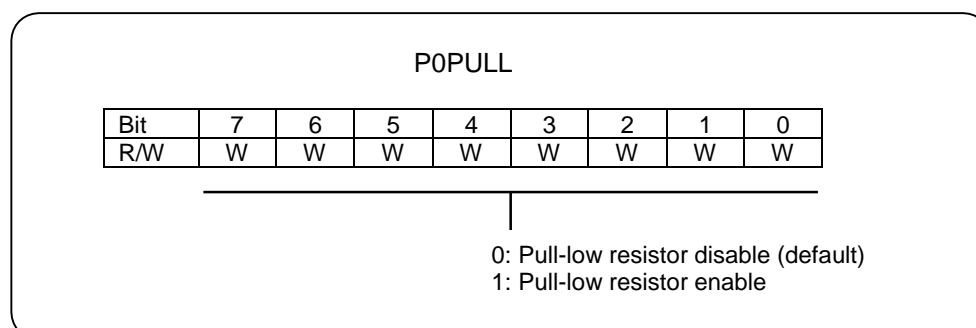 P0PULL
Bit 7 6 5 4 3 2 1 0
R/W W W W W W W W W
0: Pull-low resistor disable (default)
1: Pull-low resistor enable